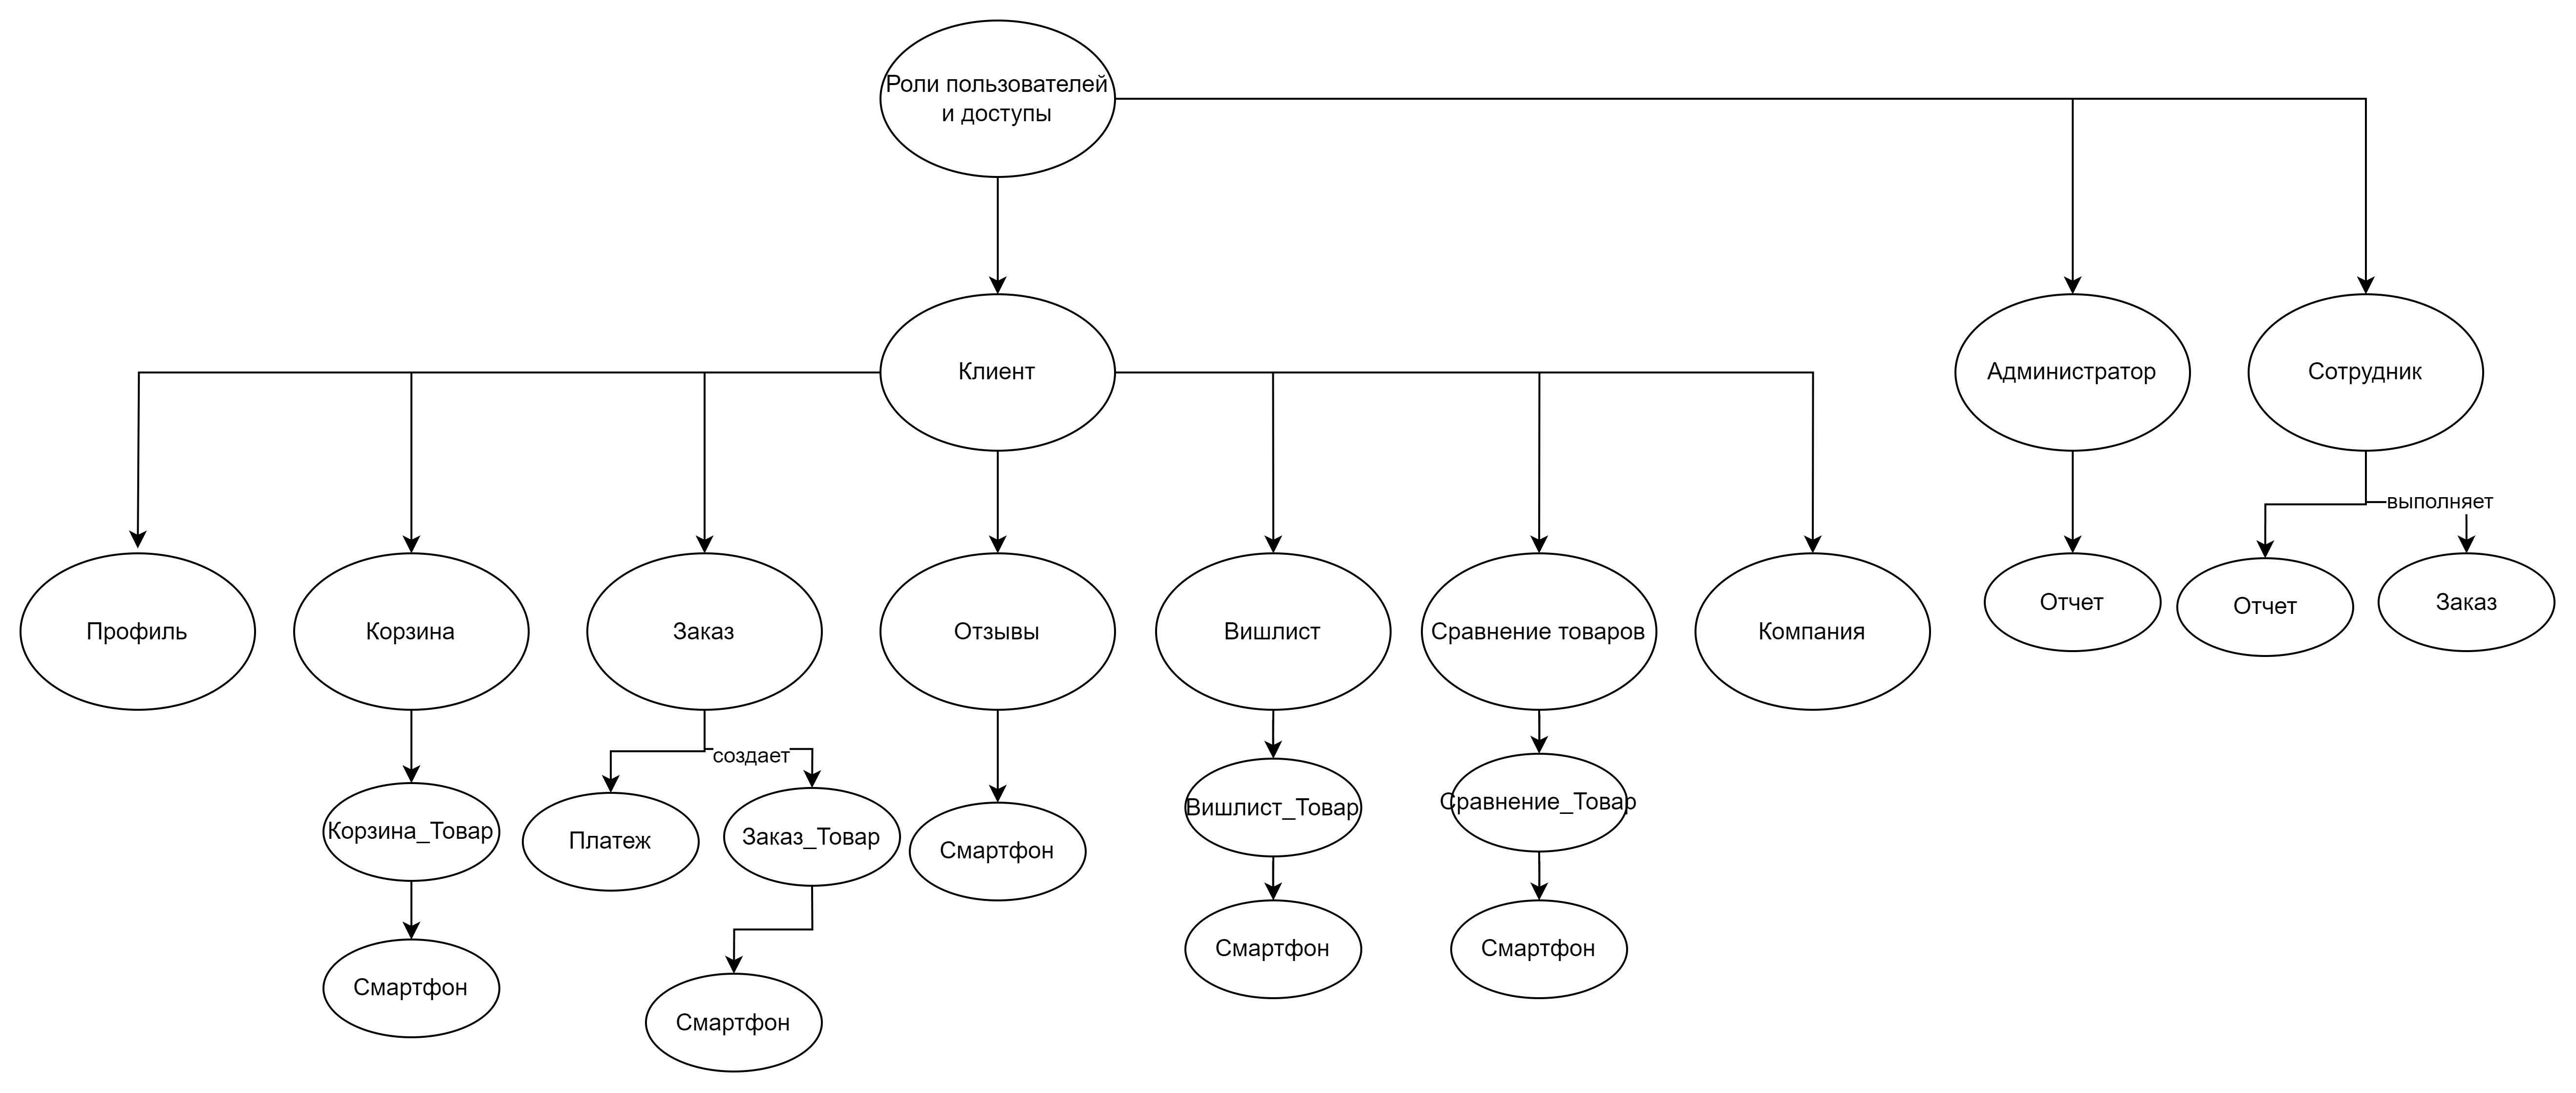 Роли пользователей
и доступы
Клиент
Администратор
Сотрудник
выполняет
Профиль
Корзина
Заказ
Отзывы
Вишлист
Сравнение товаров
Компания
Отчет
Отчет
Заказ
создает
Корзина_Товар
Платеж
Заказ_Товар
Смартфон
Вишлист_Товар
Сравнение_Товар
Смартфон
Смартфон
Смартфон
Смартфон